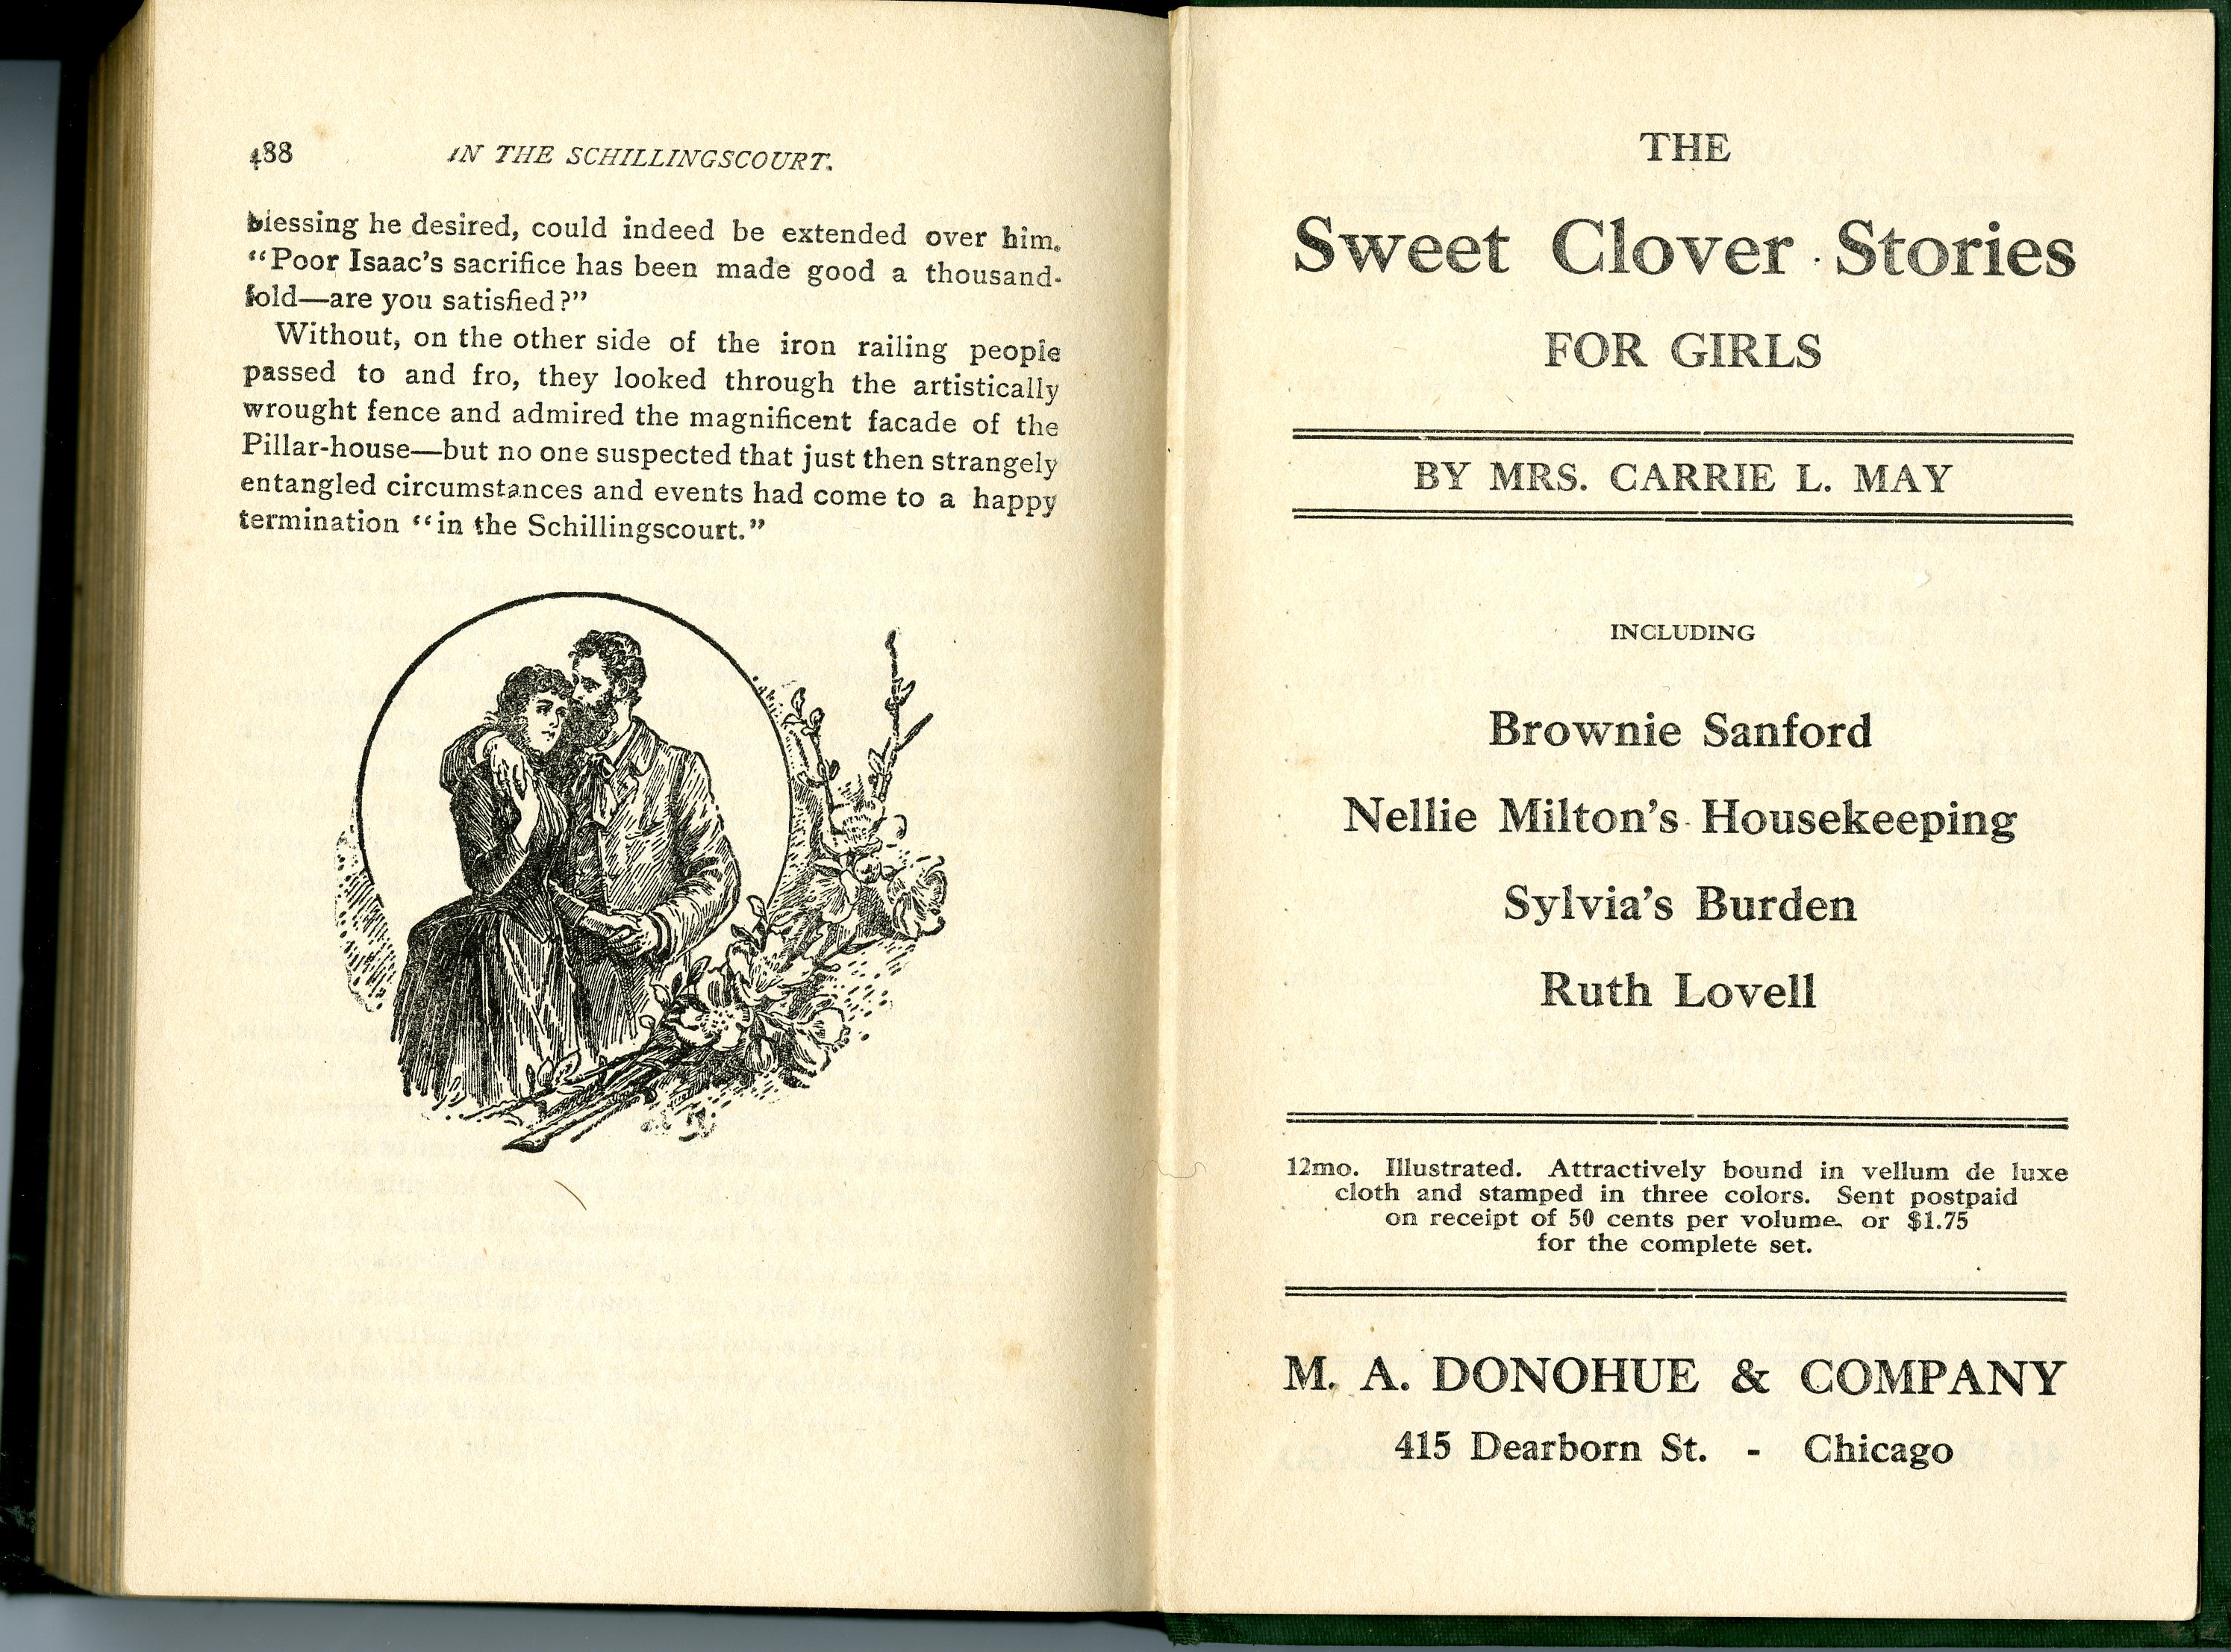 488
IN THE SCHILLINGSCOURT.
blessing he desired, could indeed be extended over him.
“Poor Isaac’s sacrifice has been made good a thousand-
fold—are you satisfied?”
Without, on the other side of the iron railing people
passed to and fro, they looked through the artistically
wrought fence and admired the magnificent facade of the
Pillar-house—but no one suspected that just then strangely
entangled circumstances and events had come to a happy
termination “in the Schillingscourt.”
THE
Sweet Clover Stories
FOR GIRLS
BY MRS. CARRIE L. MAY
INCLUDING
Brownie Sanford
Nellie Milton’s Housekeeping
Sylvia’s Burden
Ruth Lovell
12mo. Illustrated. Attractively bound in vellum de luxe
cloth and stamped in three colors. Sent postpaid
on receipt of 50 cents per volume, or $1.75
for the complete set.
M. A. DONOHUE & COMPANY
415 Dearborn St. - Chicago